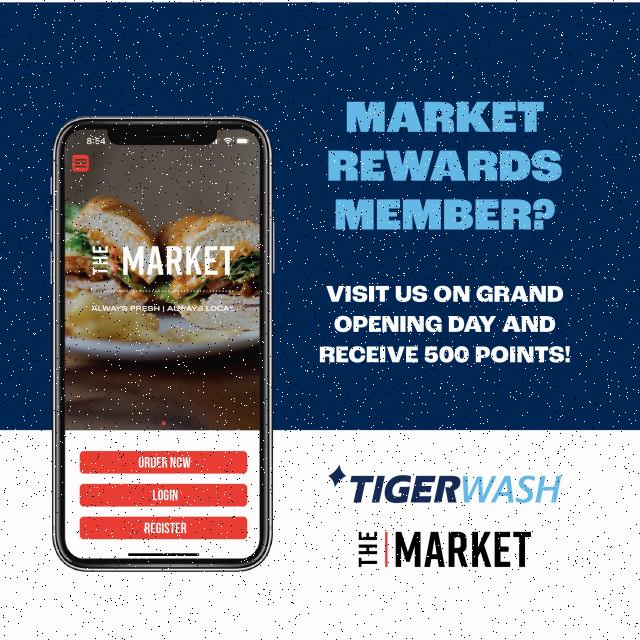 MARKET
REWARDS
MEMBER?
VISIT US ON GRAND
OPENING DAY AND
RECEIVE 500 POINTS!
8:54
THE MARKET
ALWAYS FRESH | ALWAYS LOCAL
ORDER NOW
LOGIN
REGISTER
TIGERWASH
THE MARKET